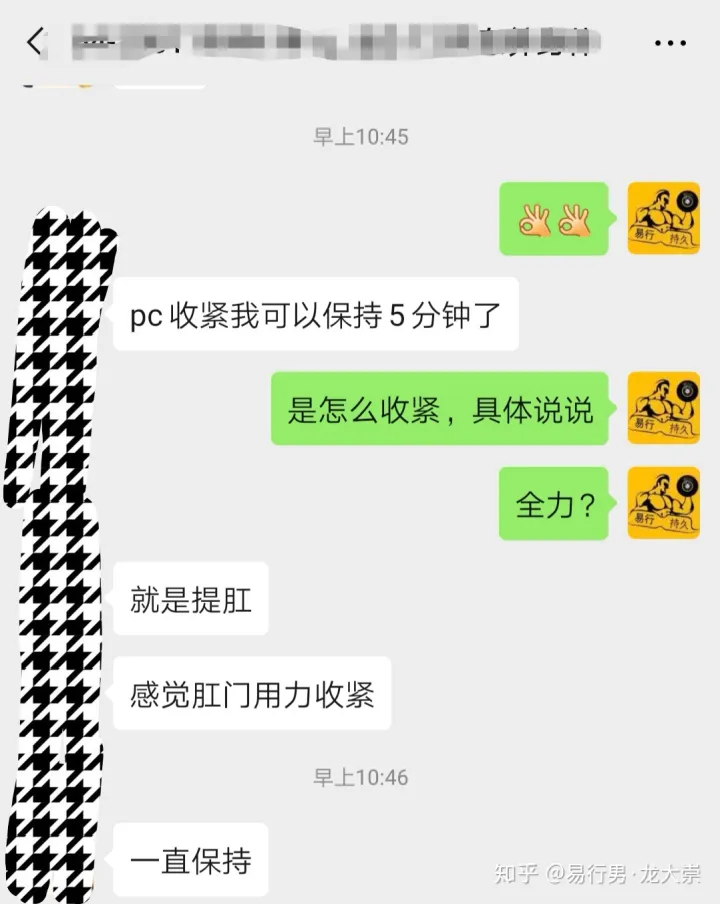 早上10:45
易行 持久
pc收紧我可以保持5分钟了
是怎么收紧，具体说说
易行 持久
全力？
易行 持久
就是提肛
感觉肛门用力收紧
早上10:46
一直保持
知乎 @易行男·龙大崇